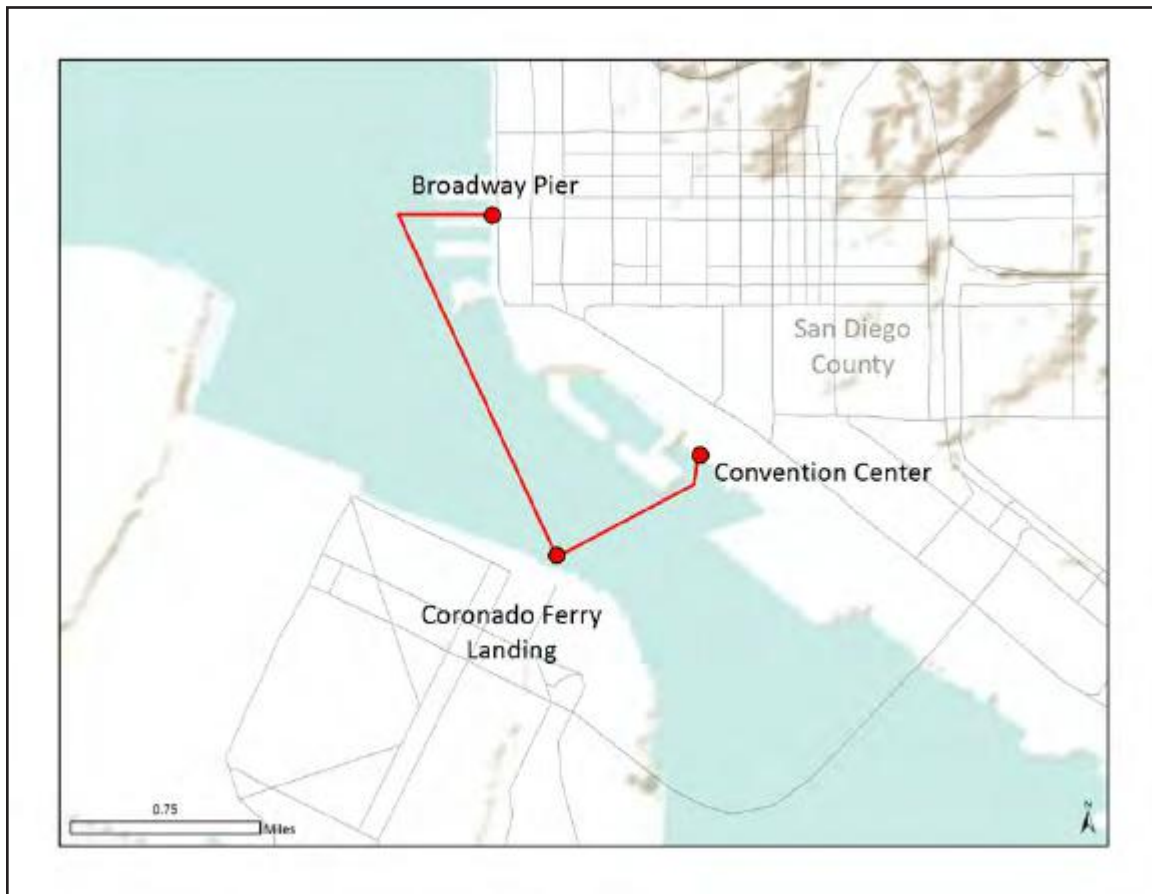 Broadway Pier
San Diego
County
Convention Center
Coronado Ferry
Landing
0.75
Miles
N